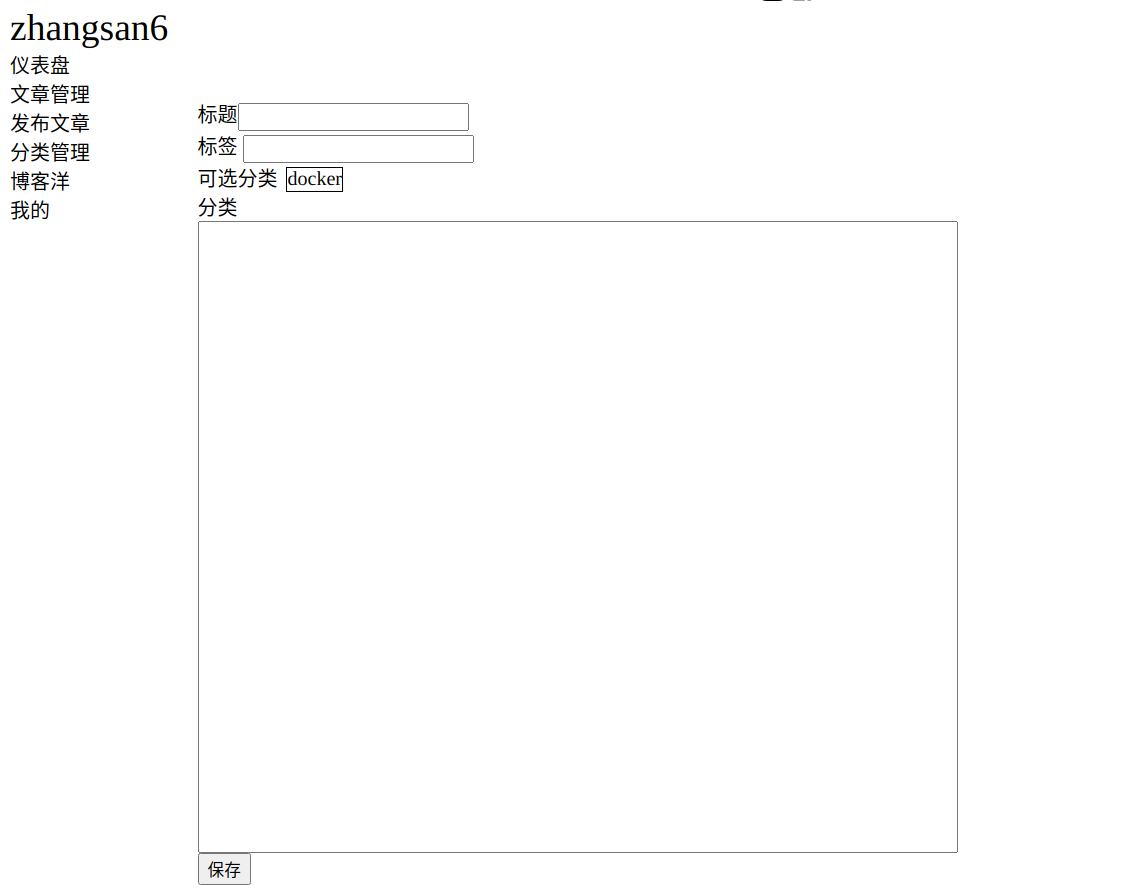 zhangsan6
仪表盘
文章管理
发布文章
分类管理
博客洋
我的
标题
标签
可选分类 docker
分类
保存